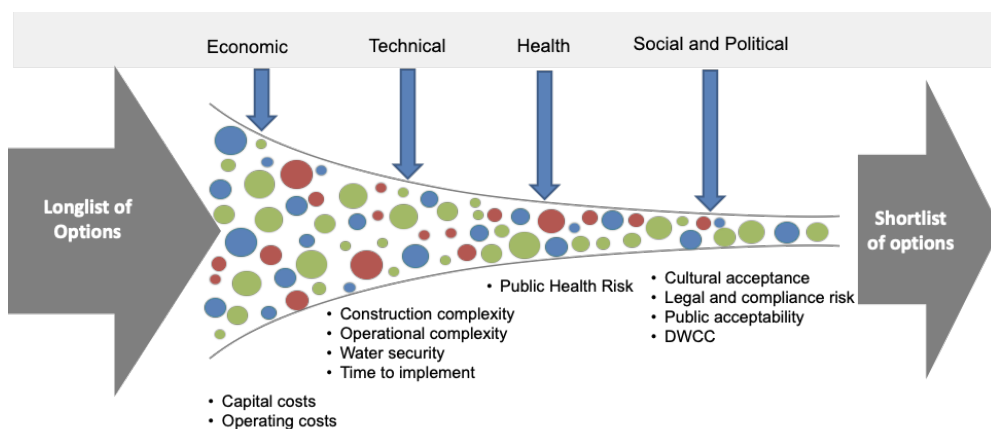 Economic
Technical
Health
Social and Political
Longlist of
Options
Shortlist
of options
• Public Health Risk
• Cultural acceptance
• Legal and compliance risk
• Public acceptability
• DWCC
• Construction complexity
• Operational complexity
• Water security
• Time to implement
• Capital costs
• Operating costs